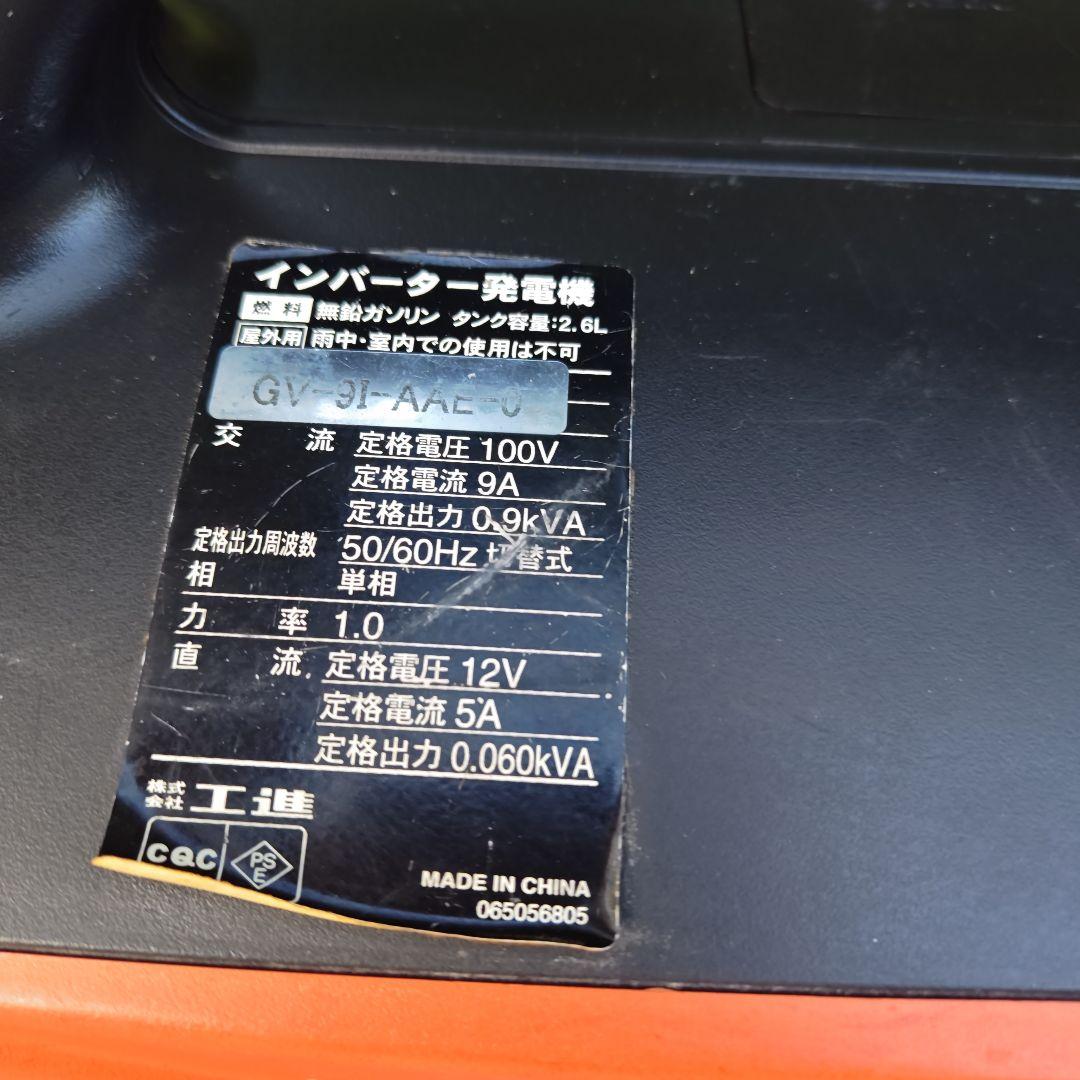 インバーター発電機
燃料 無鉛ガソリン タンク容量:2.6L
屋外用 雨中・室内での使用は不可
GV-9I-AAE-0
交流 定格電圧 100V
定格電流 9A
定格出力 0.9kVA
定格出力周波数 50/60Hz 切替式
相 単相
力率 1.0
直流 定格電圧 12V
定格電流 5A
定格出力 0.060kVA
株式会社 工進
CQC PSE
MADE IN CHINA
065056805